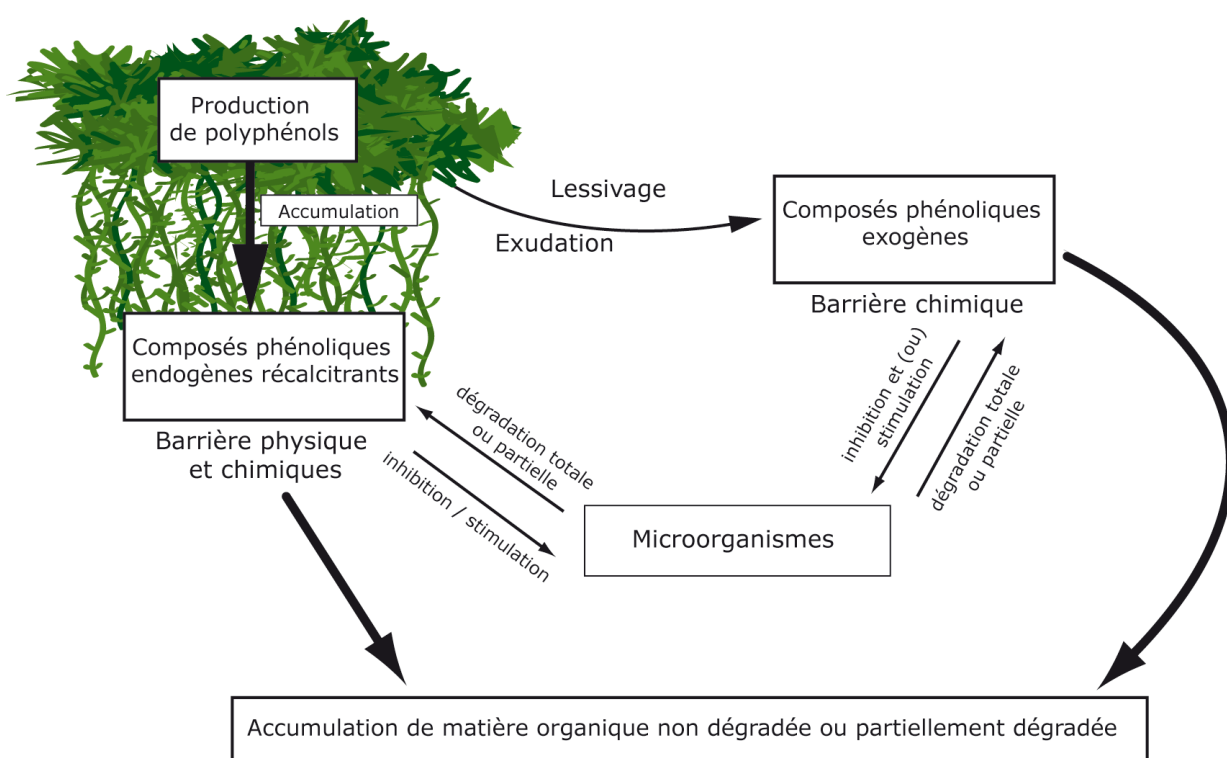 Production
de polyphénols
Accumulation
Lessivage
Exudation
Composés phénoliques
exogènes
Barrière chimique
Composés phénoliques
endogènes récalcitrants
Barrière physique
et chimiques
dégradation totale
ou partielle
inhibition / stimulation
inhibition et (ou)
stimulation
dégradation totale
ou partielle
Microorganismes
Accumulation de matière organique non dégradée ou partiellement dégradée